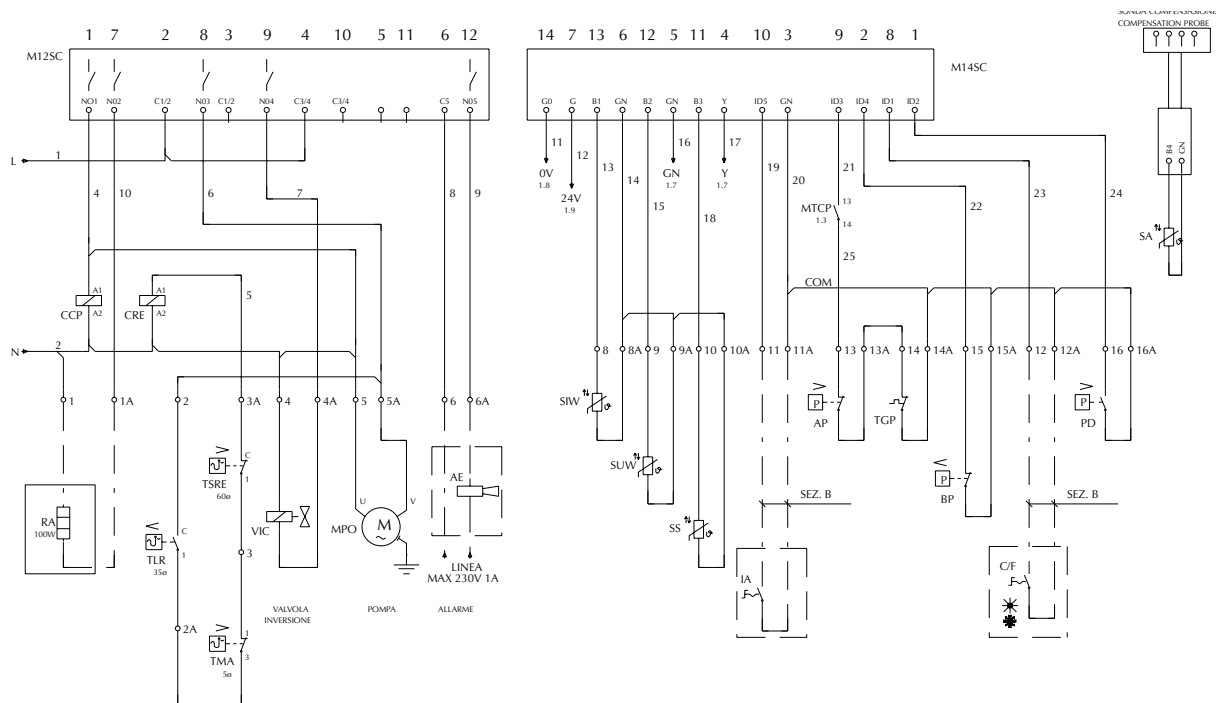 SONDA COMPENSAZIONE
COMPENSATION PROBE
1 7 2 8 3 9 4 10 5 11 6 12
14 7 13 6 12 5 11 4 10 3 9 2 8 1
M12SC
M14SC
NO1 N02 C1/2 N03 C1/2 N04 C3/4 C3/4 C5 N05
G0 G B1 GN B2 GN B3 Y ID5 GN ID3 ID4 ID1 ID2
B4 GN
L 1
4 10 6 7 8 9
11 12 13 14 15 16 17 18 19 20 21 22 23 24
0V
1.8
24V
1.9
GN
1.7
Y
1.7
MTCP
1.3
13
14
25
SA
COM
A1
A2
CCP
A1
A2
CRE
5
N 2
8 8A 9 9A 10 10A 11 11A 13 13A 14 14A 15 15A 12 12A 16 16A
1 1A 2 3A 4 4A 5 5A 6 6A
SIW
P
AP
TGP
P
PD
C
TSRE
60ø
1
SUW
P
BP
AE
RA
100W
C
TLR
35ø
1
VIC
U V
MPO
M
~
SS
SEZ. B
SEZ. B
3
LINEA
MAX 230V 1A
IA
C/F
VALVOLA
INVERSIONE
POMPA
ALLARME
2A
1
TMA
5ø
3